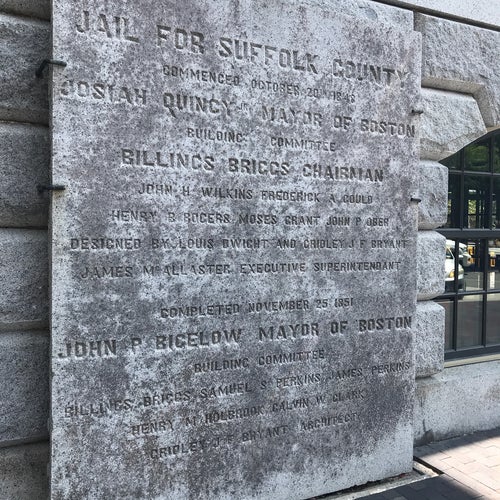 JAIL FOR SUFFOLK COUNTY
COMMENCED OCTOBER 20TH 1848
JOSIAH QUINCY JR MAYOR OF BOSTON
BUILDING COMMITTEE
BILLINGS BRIGGS CHAIRMAN
JOHN H WILKINS FREDERICK A GOULD
HENRY B ROGERS MOSES GRANT JOHN P OBER
DESIGNED BY LOUIS DWIGHT AND GRIDLEY J F BRYANT
JAMES MCALLASTER EXECUTIVE SUPERINTENDANT
COMPLETED NOVEMBER 25 1851
JOHN P BIGELOW MAYOR OF BOSTON
BUILDING COMMITTEE
BILLINGS BRIGGS SAMUEL S PERKINS JAMES PERKINS
HENRY M HOLBROOK CALVIN W CLARK
GRIDLEY J F BRYANT ARCHITECT